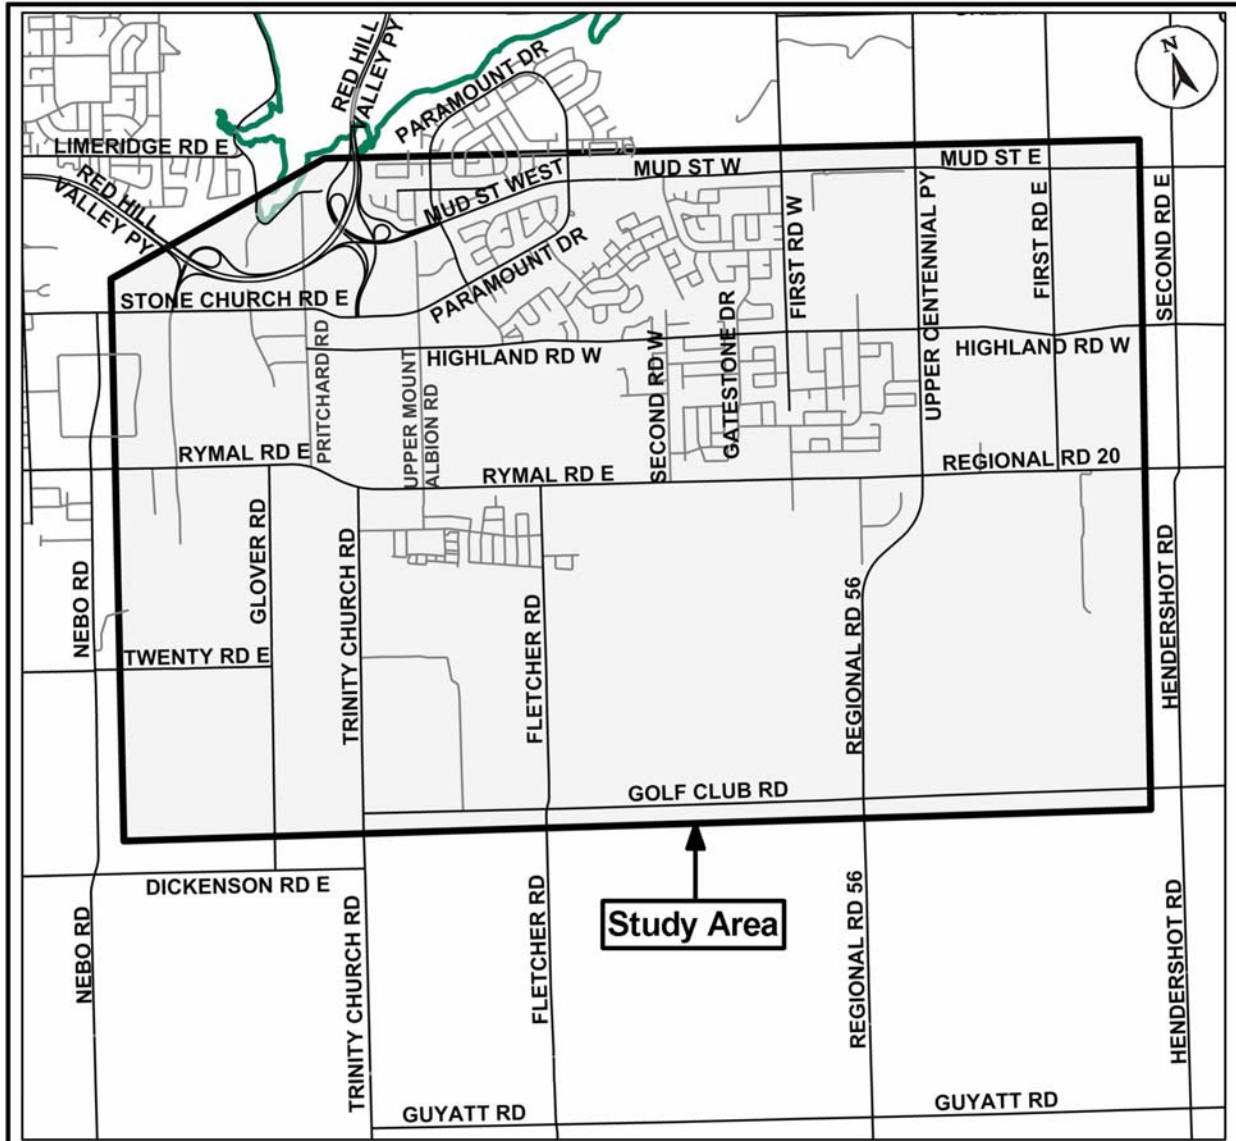 RED HILL
VALLEY PY
PARAMOUNT DR
N
LIMERIDGE RD E
RED HILL
VALLEY PY
MUD ST WEST
MUD ST W
MUD ST E
STONE CHURCH RD E
PARAMOUNT DR
FIRST RD W
UPPER CENTENNIAL PY
FIRST RD E
SECOND RD E
PRITCHARD RD
HIGHLAND RD W
UPPER MOUNT
ALBION RD
SECOND RD W
GATESTONE DR
HIGHLAND RD W
RYMAL RD E
RYMAL RD E
REGIONAL RD 20
NEBO RD
GLOVER RD
TRINITY CHURCH RD
FLETCHER RD
REGIONAL RD 56
HENDERSHOT RD
TWENTY RD E
GOLF CLUB RD
DICKENSON RD E
Study Area
NEBO RD
TRINITY CHURCH RD
FLETCHER RD
REGIONAL RD 56
HENDERSHOT RD
GUYATT RD
GUYATT RD